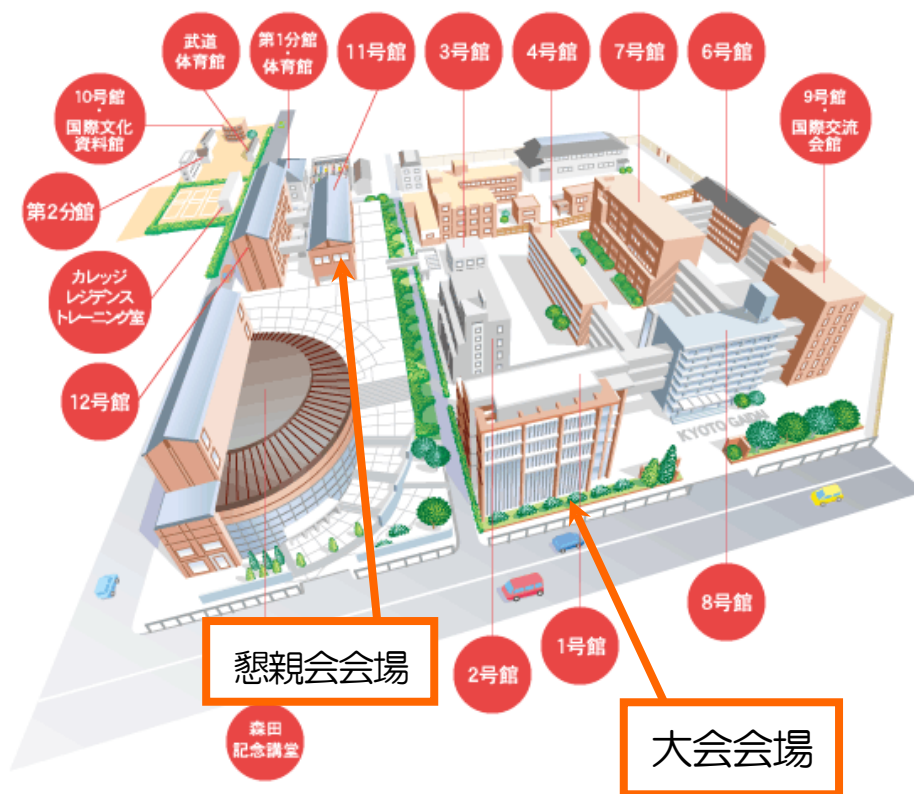 武道
体育館
第1分館
・
体育館
11号館
3号館
4号館
7号館
6号館
10号館
・
国際文化
資料館
9号館
・
国際交流
会館
第2分館
カレッジ
レジデンス
トレーニング室
12号館
KYOTO GAIDAI
8号館
懇親会会場
2号館
1号館
森田
記念講堂
大会会場